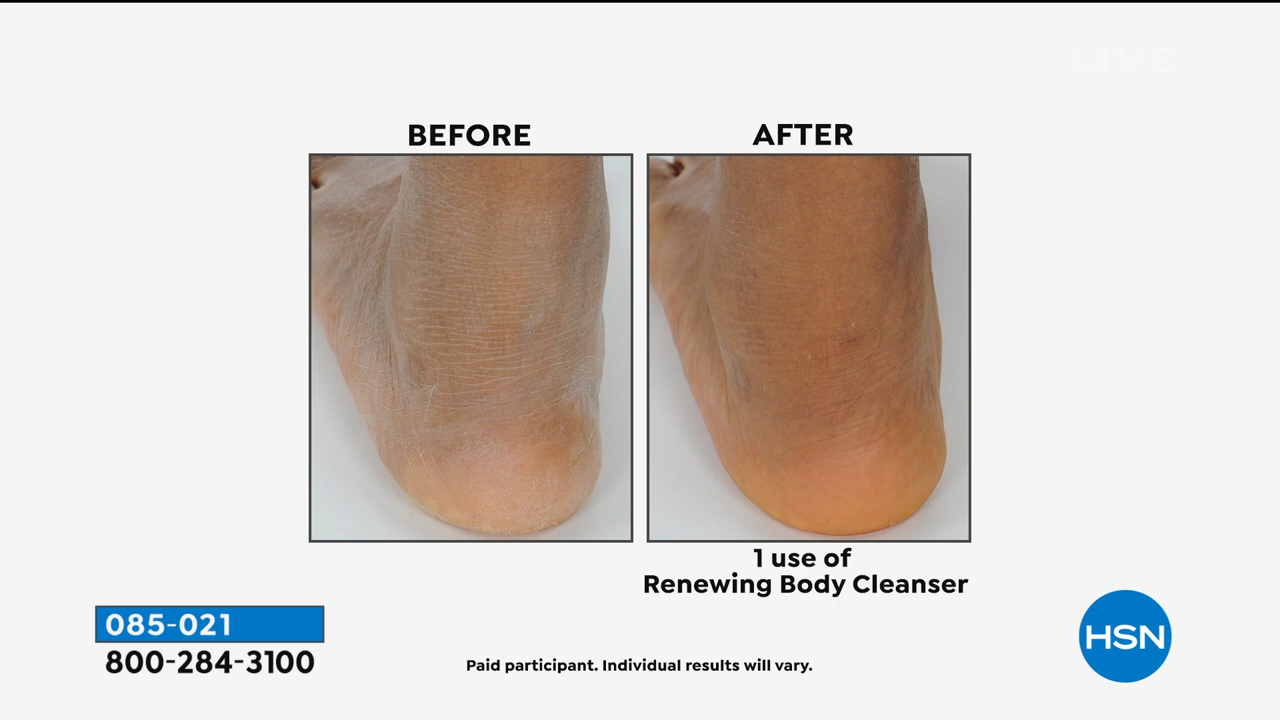 LIVE
BEFORE
AFTER
1 use of
Renewing Body Cleanser
085-021
800-284-3100
Paid participant. Individual results will vary.
HSN